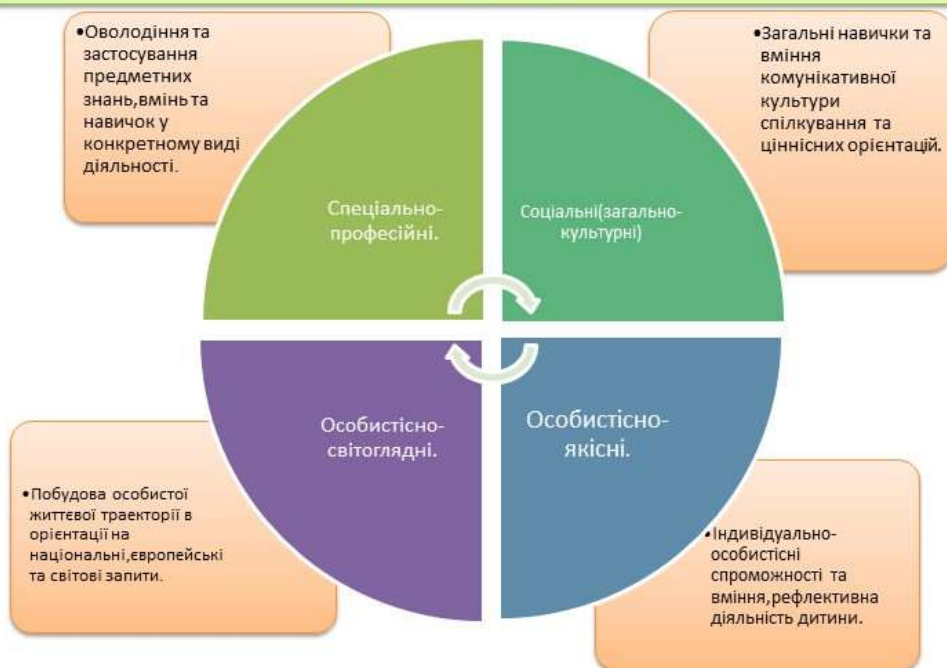 •Оволодіння та
застосування
предметних
знань,вмінь та
навичок у
конкретному виді
діяльності.
•Загальні навички та
вміння
комунікативної
культури
спілкування та
ціннісних орієнтацій.
Спеціально-
професійні.
Соціальні(загально-
культурні)
Особистісно-
світоглядні.
Особистісно-
якісні.
•Побудова особистої
життєвої траекторії в
орієнтації на
національні,європейські
та світові запити.
•Індивідуально-
особистісні
спроможності та
вміння,рефлективна
діяльність дитини.